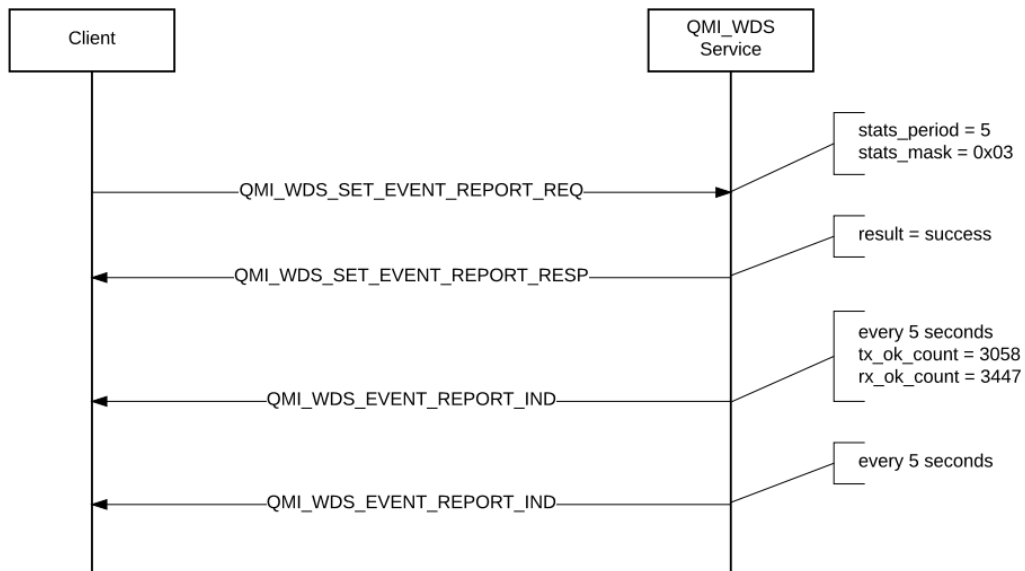 Client
QMI_WDS
Service
stats_period = 5
stats_mask = 0x03
QMI_WDS_SET_EVENT_REPORT_REQ
result = success
QMI_WDS_SET_EVENT_REPORT_RESP
every 5 seconds
tx_ok_count = 3058
rx_ok_count = 3447
QMI_WDS_EVENT_REPORT_IND
every 5 seconds
QMI_WDS_EVENT_REPORT_IND